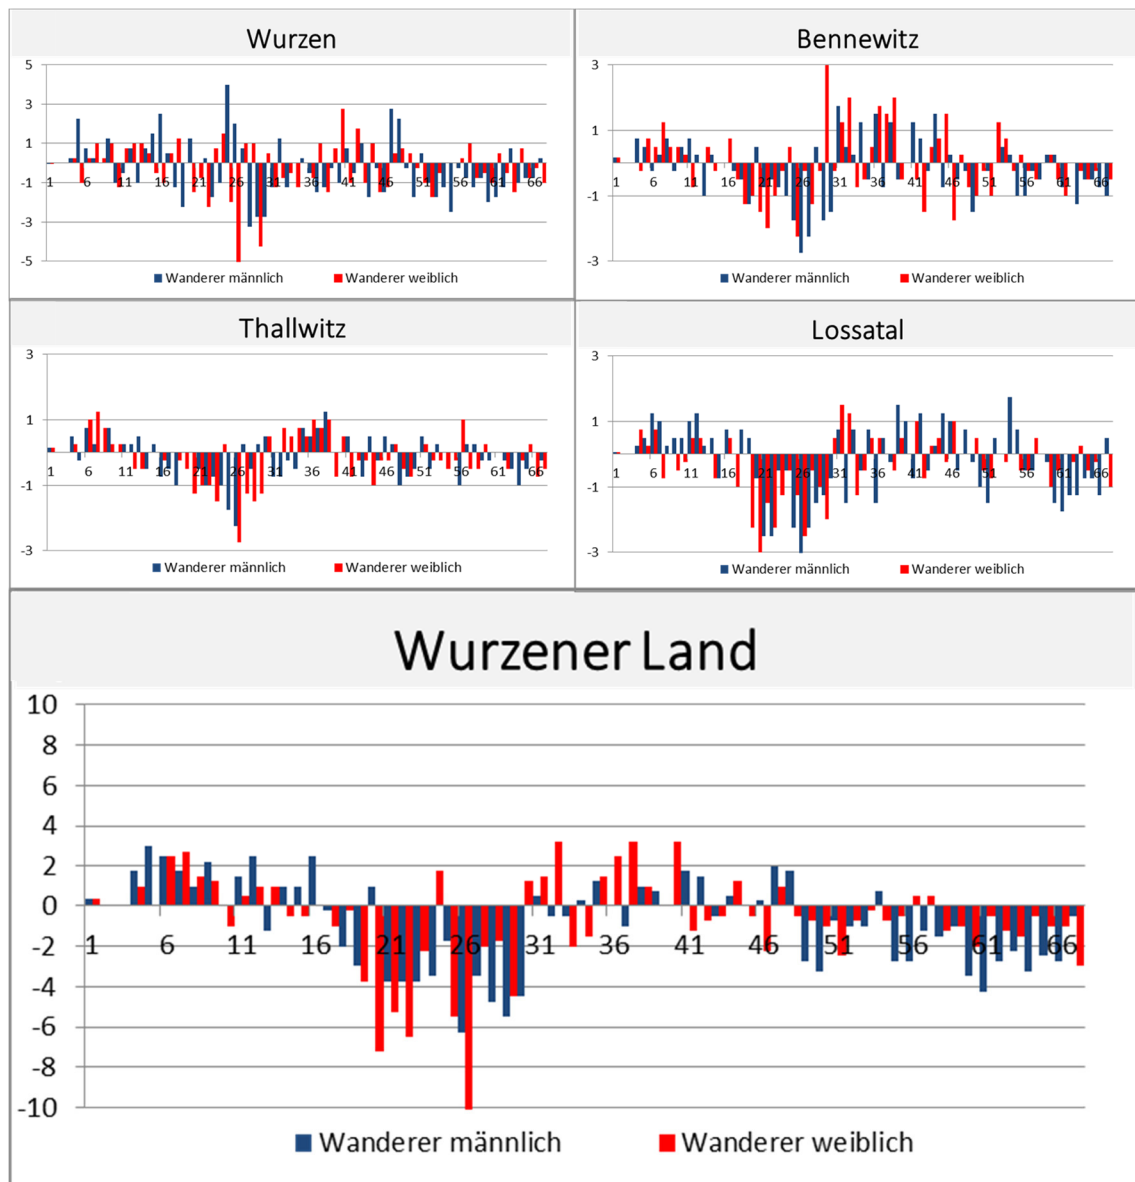 Wurzen
5
3
1
-1
-3
-5
1 6 11 16 21 26 31 36 41 46 51 56 61 66
Wanderer männlich Wanderer weiblich
Bennewitz
3
1
-1
-3
1 6 11 16 21 26 31 36 41 46 51 56 61 66
Wanderer männlich Wanderer weiblich
Thallwitz
3
1
-1
-3
1 6 11 16 21 26 31 36 41 46 51 56 61 66
Wanderer männlich Wanderer weiblich
Lossatal
3
1
-1
-3
1 6 11 16 21 26 31 36 41 46 51 56 61 66
Wanderer männlich Wanderer weiblich
Wurzener Land
10
8
6
4
2
0
-2
-4
-6
-8
-10
1 6 11 16 21 26 31 36 41 46 51 56 61 66
Wanderer männlich Wanderer weiblich